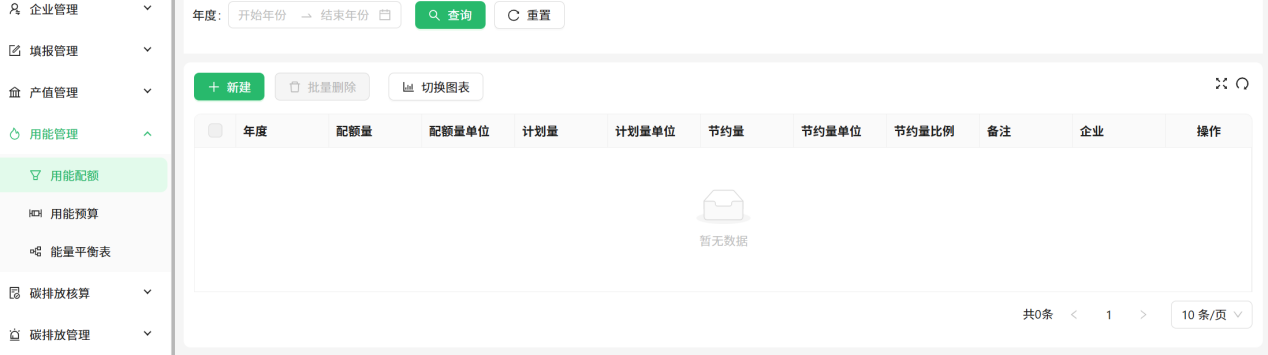 企业管理
填报管理
产值管理
用能管理
用能配额
用能预算
能量平衡表
碳排放核算
碳排放管理
年度: 开始年份 → 结束年份 查询 重置
+ 新建 批量删除 切换图表
年度 配额量 配额量单位 计划量 计划量单位 节约量 节约量单位 节约量比例 备注 企业 操作
暂无数据
共0条 < 1 > 10 条/页